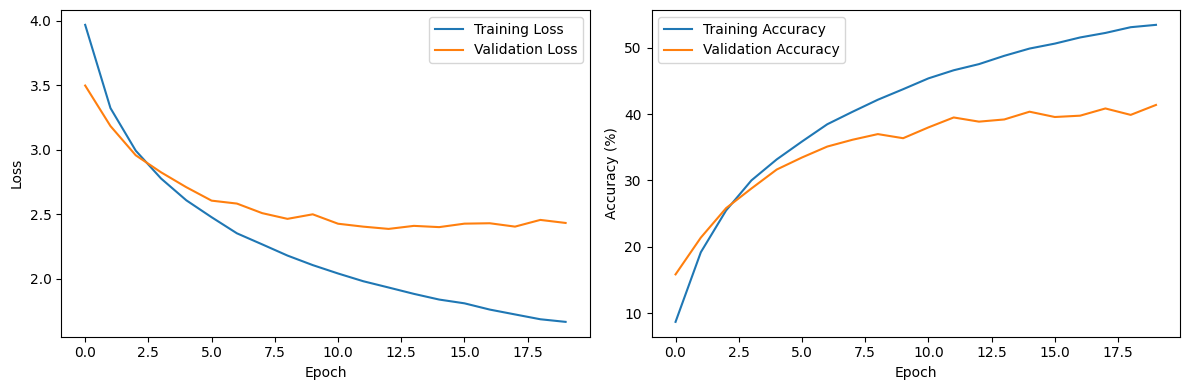 4.0
3.5
3.0
2.5
2.0
Loss
Training Loss
Validation Loss
0.0 2.5 5.0 7.5 10.0 12.5 15.0 17.5
Epoch
50
40
30
20
10
Accuracy (%)
Training Accuracy
Validation Accuracy
0.0 2.5 5.0 7.5 10.0 12.5 15.0 17.5
Epoch